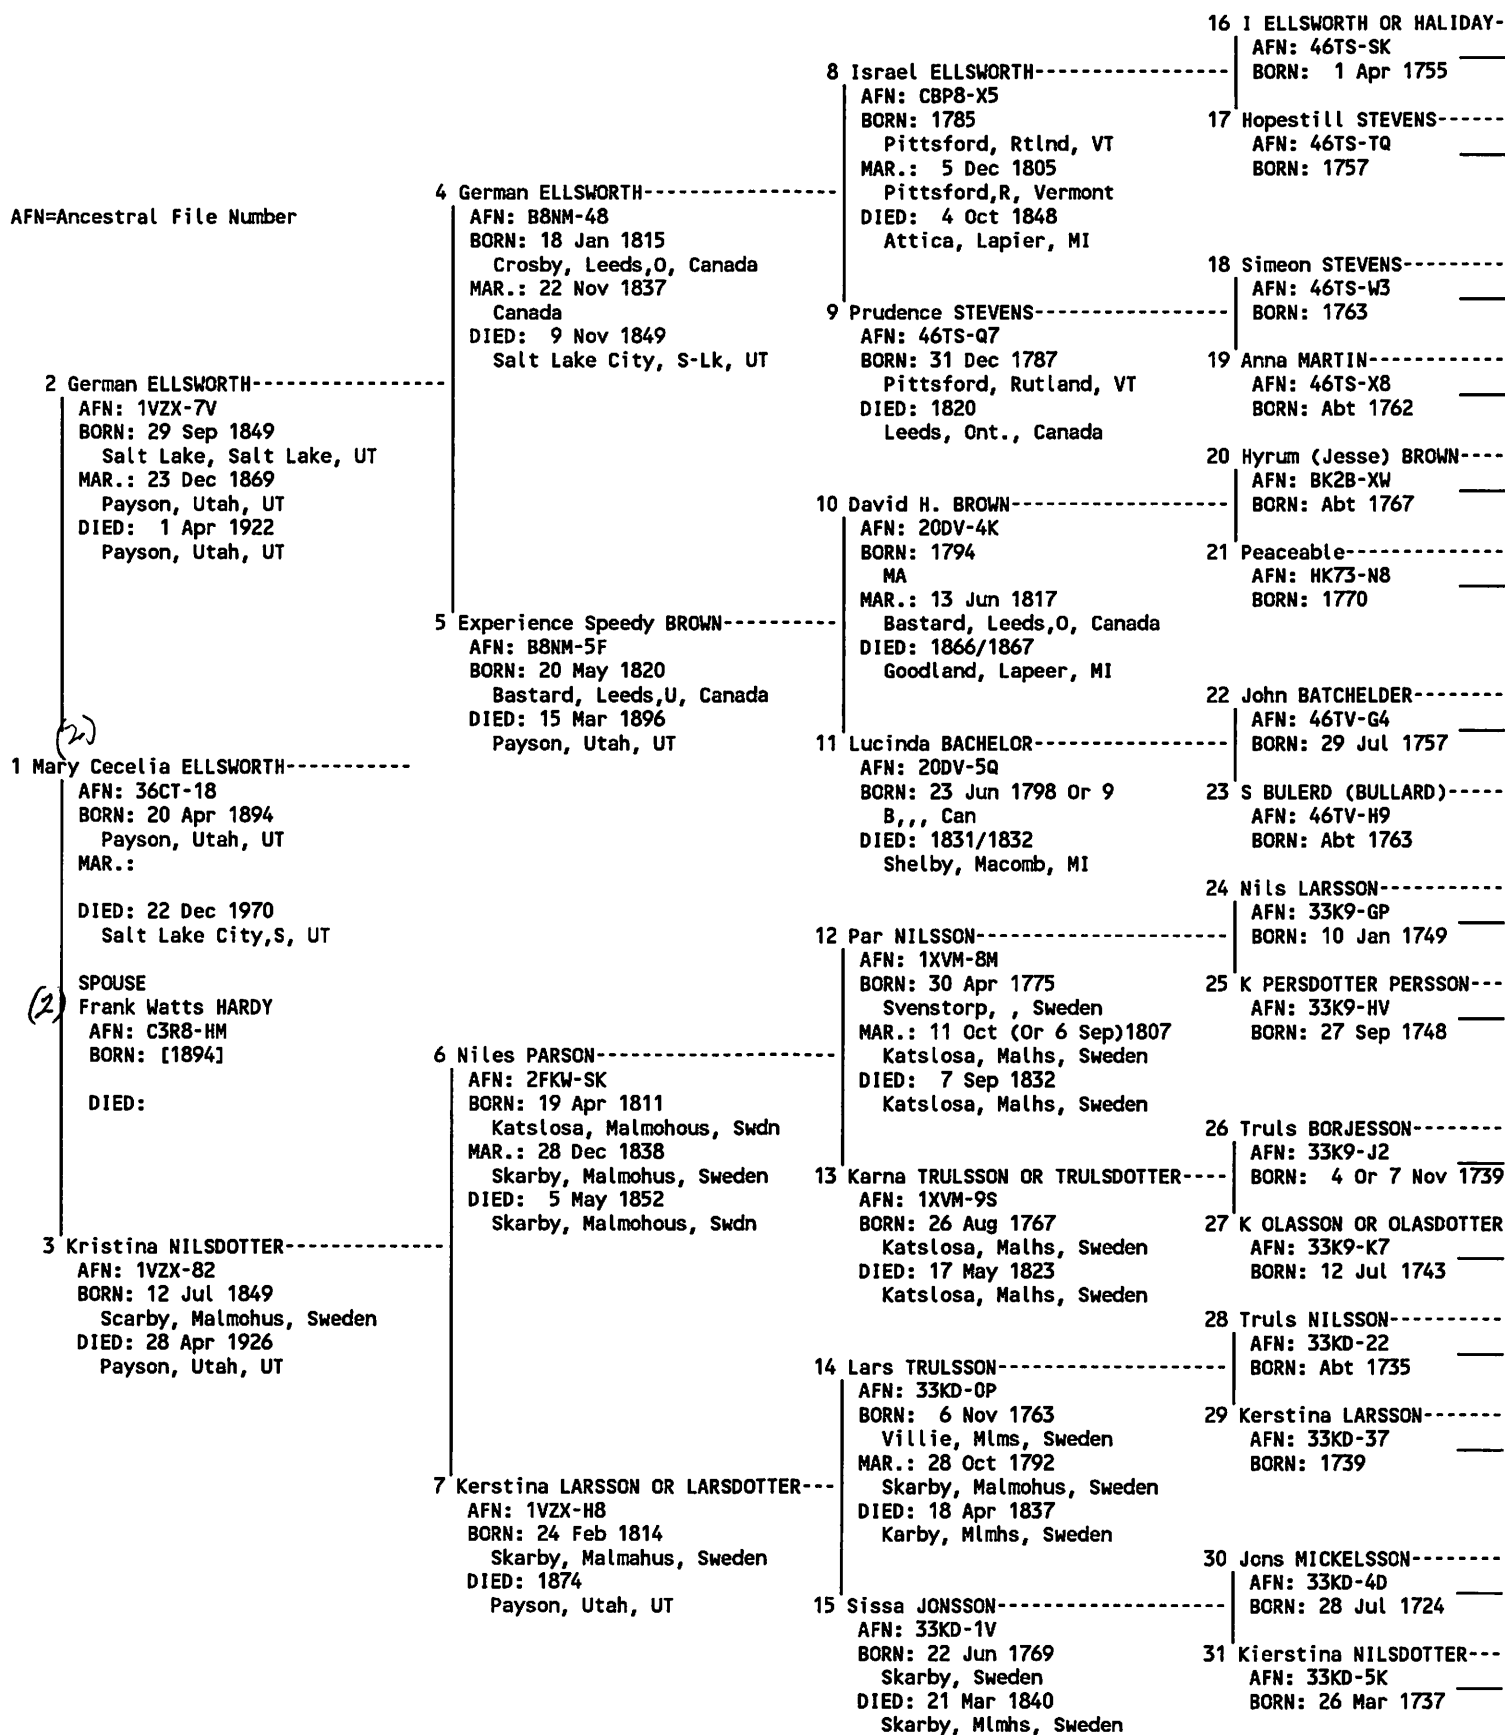 AFN=Ancestral File Number
(2)
1 Mary Cecelia ELLSWORTH-----------
AFN: 36CT-18
BORN: 20 Apr 1894
Payson, Utah, UT
MAR.:
DIED: 22 Dec 1970
Salt Lake City,S, UT
SPOUSE
(2) Frank Watts HARDY
AFN: C3R8-HM
BORN: [1894]
DIED:
2 German ELLSWORTH----------------
AFN: 1VZX-7V
BORN: 29 Sep 1849
Salt Lake, Salt Lake, UT
MAR.: 23 Dec 1869
Payson, Utah, UT
DIED: 1 Apr 1922
Payson, Utah, UT
3 Kristina NILSDOTTER--------------
AFN: 1VZX-82
BORN: 12 Jul 1849
Scarby, Malmohus, Sweden
DIED: 28 Apr 1926
Payson, Utah, UT
4 German ELLSWORTH----------------
AFN: B8NM-48
BORN: 18 Jan 1815
Crosby, Leeds,O, Canada
MAR.: 22 Nov 1837
Canada
DIED: 9 Nov 1849
Salt Lake City, S-Lk, UT
5 Experience Speedy BROWN----------
AFN: B8NM-5F
BORN: 20 May 1820
Bastard, Leeds,U, Canada
DIED: 15 Mar 1896
Payson, Utah, UT
6 Niles PARSON--------------------
AFN: 2FKW-SK
BORN: 19 Apr 1811
Katslosa, Malmohous, Swdn
MAR.: 28 Dec 1838
Skarby, Malmohus, Sweden
DIED: 5 May 1852
Skarby, Malmohous, Swdn
7 Kerstina LARSSON OR LARSDOTTER---
AFN: 1VZX-H8
BORN: 24 Feb 1814
Skarby, Malmahus, Sweden
DIED: 1874
Payson, Utah, UT
8 Israel ELLSWORTH----------------
AFN: CBP8-X5
BORN: 1785
Pittsford, Rtlnd, VT
MAR.: 5 Dec 1805
Pittsford,R, Vermont
DIED: 4 Oct 1848
Attica, Lapier, MI
9 Prudence STEVENS----------------
AFN: 46TS-Q7
BORN: 31 Dec 1787
Pittsford, Rutland, VT
DIED: 1820
Leeds, Ont., Canada
10 David H. BROWN------------------
AFN: 20DV-4K
BORN: 1794
MA
MAR.: 13 Jun 1817
Bastard, Leeds,O, Canada
DIED: 1866/1867
Goodland, Lapeer, MI
11 Lucinda BACHELOR----------------
AFN: 20DV-5Q
BORN: 23 Jun 1798 Or 9
B,,, Can
DIED: 1831/1832
Shelby, Macomb, MI
12 Par NILSSON---------------------
AFN: 1XVM-8M
BORN: 30 Apr 1775
Svenstorp, , Sweden
MAR.: 11 Oct (Or 6 Sep)1807
Katslosa, Malhs, Sweden
DIED: 7 Sep 1832
Katslosa, Malhs, Sweden
13 Karna TRULSSON OR TRULSDOTTER----
AFN: 1XVM-9S
BORN: 26 Aug 1767
Katslosa, Malhs, Sweden
DIED: 17 May 1823
Katslosa, Malhs, Sweden
14 Lars TRULSSON-------------------
AFN: 33KD-0P
BORN: 6 Nov 1763
Villie, Mlms, Sweden
MAR.: 28 Oct 1792
Skarby, Malmohus, Sweden
DIED: 18 Apr 1837
Karby, Mlmhs, Sweden
15 Sissa JONSSON-------------------
AFN: 33KD-1V
BORN: 22 Jun 1769
Skarby, Sweden
DIED: 21 Mar 1840
Skarby, Mlmhs, Sweden
16 I ELLSWORTH OR HALIDAY-
AFN: 46TS-SK
BORN: 1 Apr 1755
17 Hopestill STEVENS------
AFN: 46TS-TQ
BORN: 1757
18 Simeon STEVENS---------
AFN: 46TS-W3
BORN: 1763
19 Anna MARTIN------------
AFN: 46TS-X8
BORN: Abt 1762
20 Hyrum (Jesse) BROWN----
AFN: BK2B-XW
BORN: Abt 1767
21 Peaceable--------------
AFN: HK73-N8
BORN: 1770
22 John BATCHELDER--------
AFN: 46TV-G4
BORN: 29 Jul 1757
23 S BULERD (BULLARD)-----
AFN: 46TV-H9
BORN: Abt 1763
24 Nils LARSSON-----------
AFN: 33K9-GP
BORN: 10 Jan 1749
25 K PERSDOTTER PERSSON---
AFN: 33K9-HV
BORN: 27 Sep 1748
26 Truls BORJESSON--------
AFN: 33K9-J2
BORN: 4 Or 7 Nov 1739
27 K OLASSON OR OLASDOTTER
AFN: 33K9-K7
BORN: 12 Jul 1743
28 Truls NILSSON----------
AFN: 33KD-22
BORN: Abt 1735
29 Kerstina LARSSON-------
AFN: 33KD-37
BORN: 1739
30 Jons MICKELSSON--------
AFN: 33KD-4D
BORN: 28 Jul 1724
31 Kierstina NILSDOTTER---
AFN: 33KD-5K
BORN: 26 Mar 1737